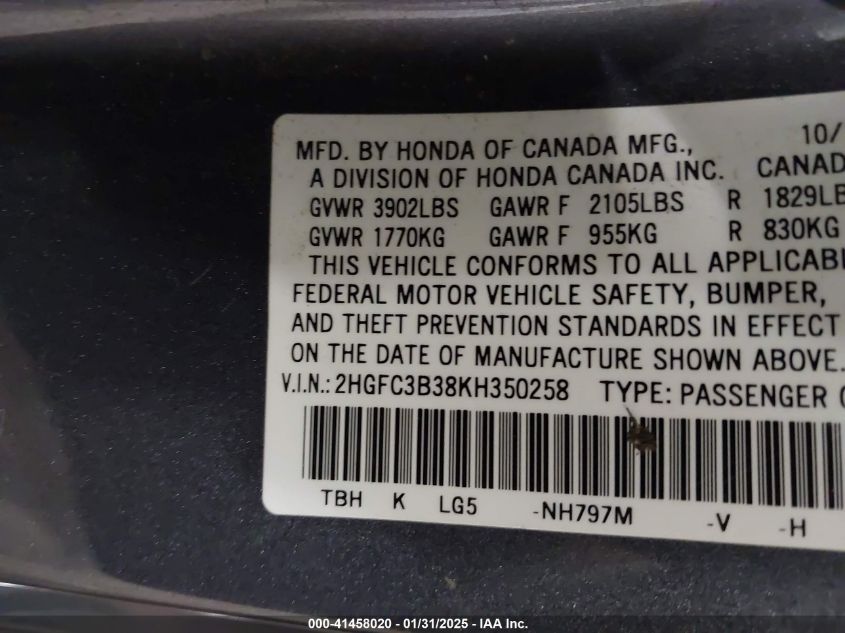 10/
MFD. BY HONDA OF CANADA MFG.,
A DIVISION OF HONDA CANADA INC. CANAD
GVWR 3902LBS GAWR F 2105LBS R 1829LB
GVWR 1770KG GAWR F 955KG R 830KG
THIS VEHICLE CONFORMS TO ALL APPLICABL
FEDERAL MOTOR VEHICLE SAFETY, BUMPER,
AND THEFT PREVENTION STANDARDS IN EFFECT
ON THE DATE OF MANUFACTURE SHOWN ABOVE.
V.I.N.: 2HGFC3B38KH350258 TYPE: PASSENGER
TBH K LG5 -NH797M -V -H
000-41458020 / 01/31/2025 - IAA Inc.